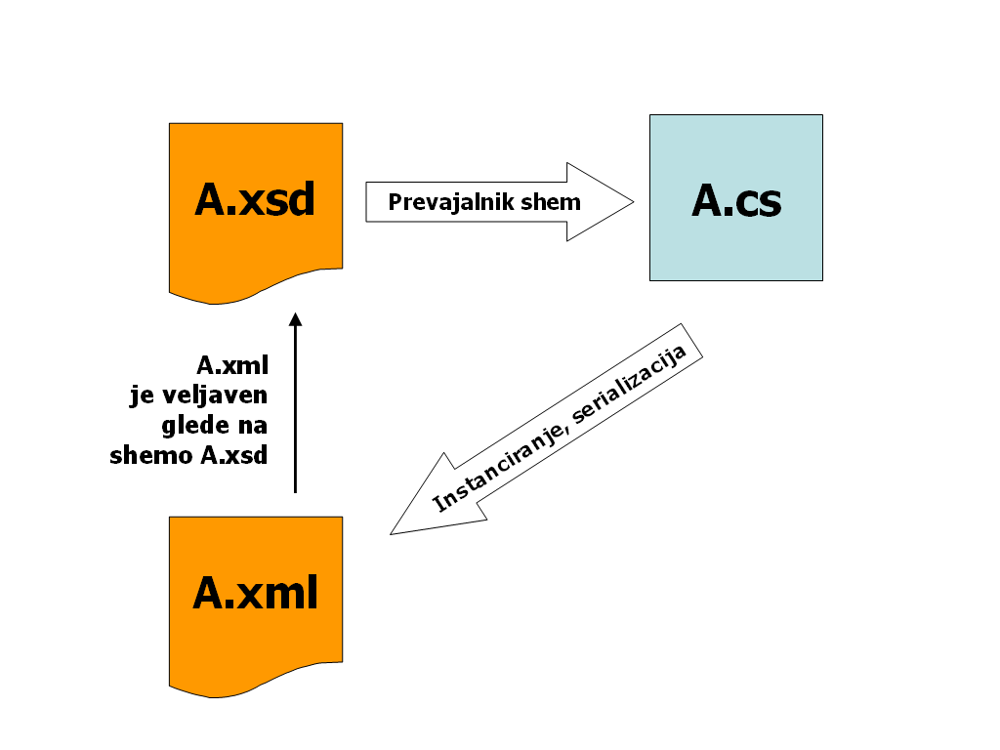 A.xsd
Prevajalnik shem
A.cs
A.xml
je veljaven
glede na
shemo A.xsd
Instanciranje, serializacija
A.xml